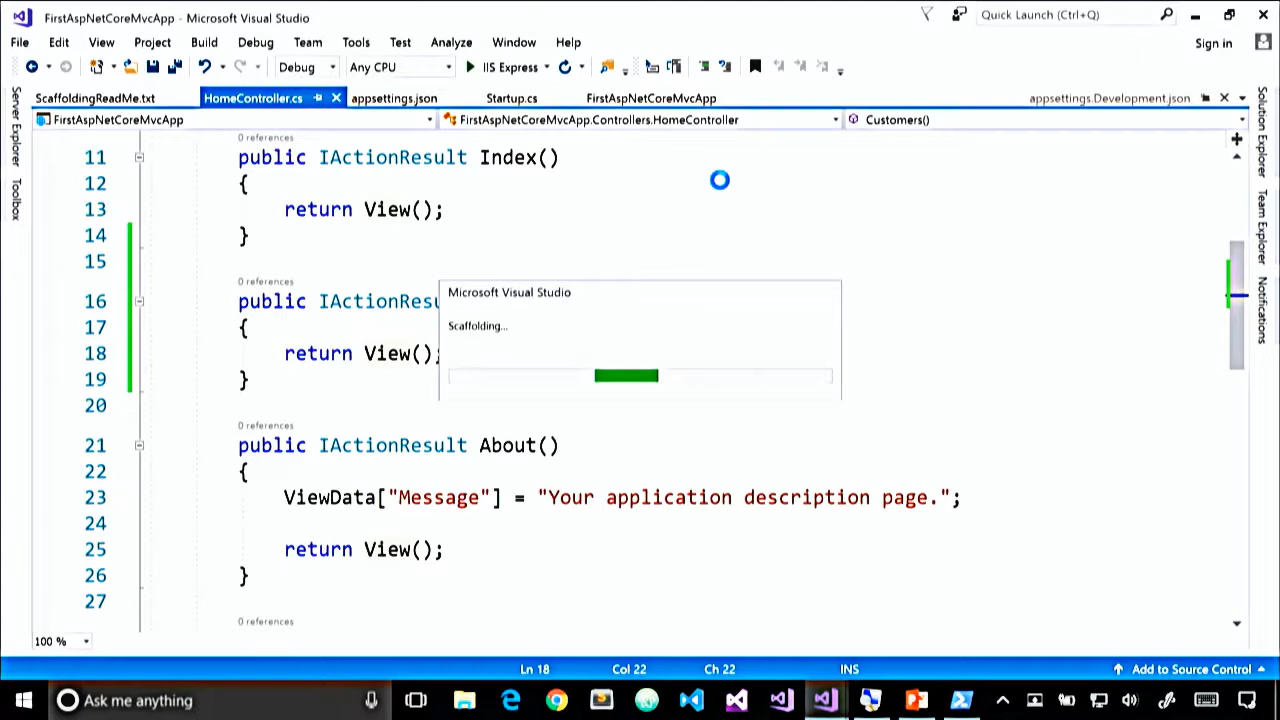 FirstAspNetCoreMvcApp - Microsoft Visual Studio
Quick Launch (Ctrl+Q)
File Edit View Project Build Debug Team Tools Test Analyze Window Help
Sign in
Debug Any CPU IIS Express
ScaffoldingReadMe.txt HomeController.cs appsettings.json Startup.cs FirstAspNetCoreMvcApp appsettings.Development.json
FirstAspNetCoreMvcApp FirstAspNetCoreMvcApp.Controllers.HomeController Customers()
Server Explorer
Toolbox
Solution Explorer
Team Explorer
Notifications
0 references
11 public IActionResult Index()
12 {
13 return View();
14 }
15
0 references
16 public IActionResu
17 {
18 return View();
19 }
20
Microsoft Visual Studio
Scaffolding...
0 references
21 public IActionResult About()
22 {
23 ViewData["Message"] = "Your application description page.";
24
25 return View();
26 }
27
0 references
100 %
Ln 18 Col 22 Ch 22 INS Add to Source Control
Ask me anything